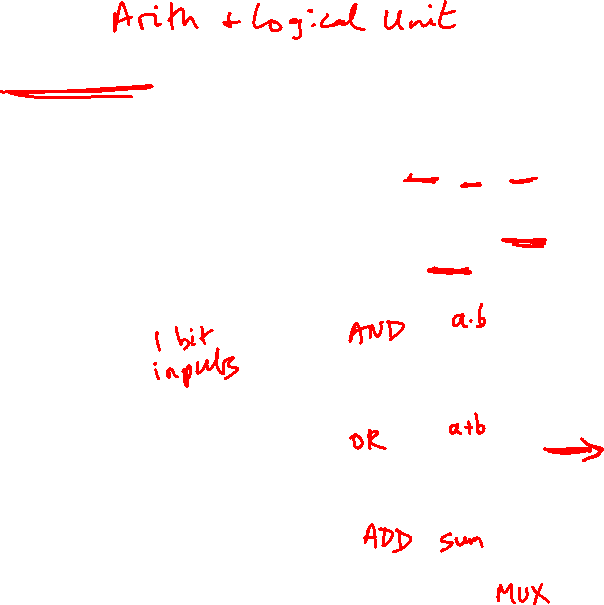 Arith + Logical Unit
1 bit
inputs
AND a.b
OR a+b
ADD sum
MUX